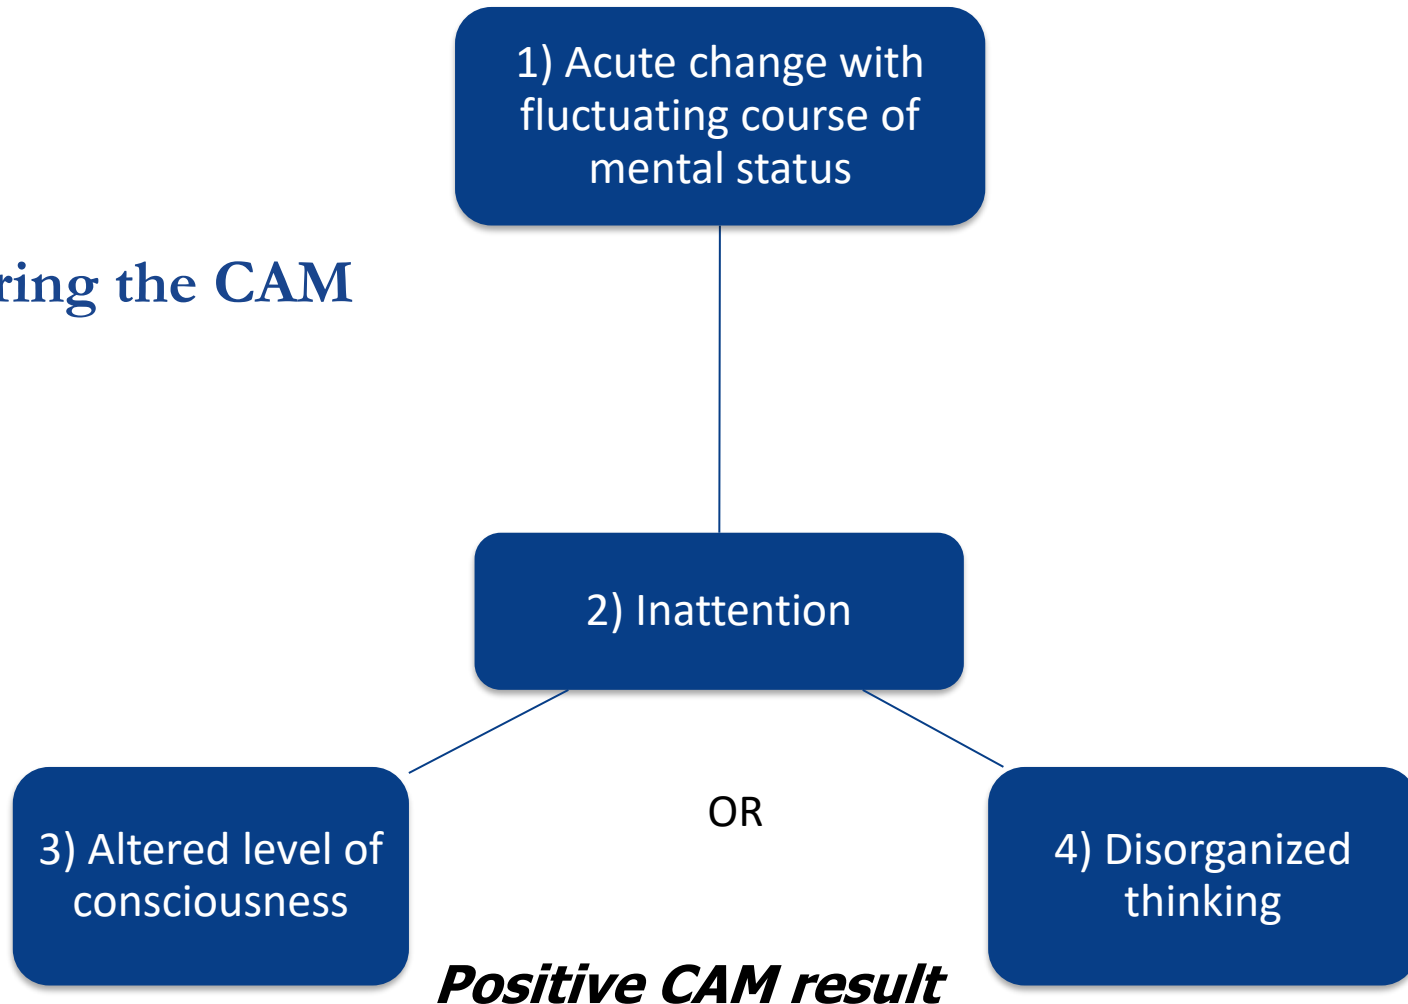 1) Acute change with
fluctuating course of
mental status
ring the CAM
2) Inattention
3) Altered level of
consciousness
OR
4) Disorganized
thinking
Positive CAM result